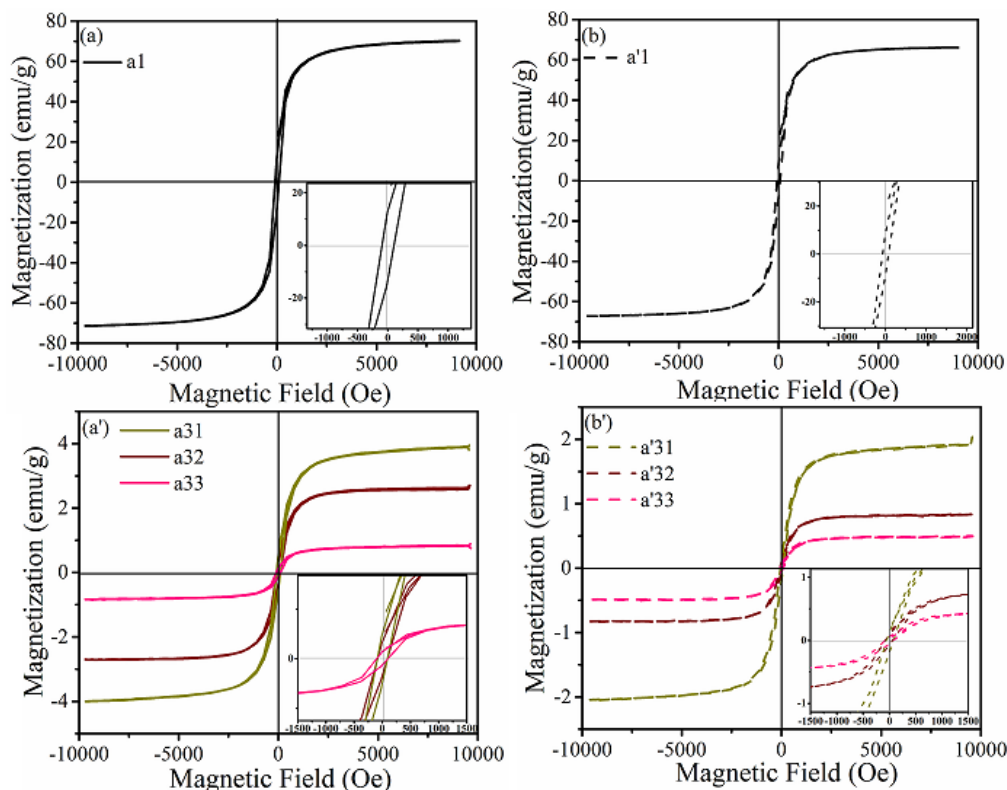 (a)
a1
80
60
40
20
0
-20
-40
-60
-80
Magnetization (emu/g)
-10000 -5000 0 5000 10000
Magnetic Field (Oe)
20
0
-20
-1000 -500 0 500 1000
(b)
a'1
80
60
40
20
0
-20
-40
-60
-80
Magnetization(emu/g)
-10000 -5000 0 5000 10000
Magnetic Field (Oe)
20
0
-20
-1000 0 1000 2000
(a')
a31
a32
a33
4
2
0
-2
-4
Magnetization (emu/g)
-10000 -5000 0 5000 10000
Magnetic Field (Oe)
0
-1500 -1000 -500 0 500 1000 1500
(b')
a'31
a'32
a'33
2
1
0
-1
-2
Magnetization (emu/g)
-10000 -5000 0 5000 10000
Magnetic Field (Oe)
1
0
-1
-1500 -1000 -500 0 500 1000 1500